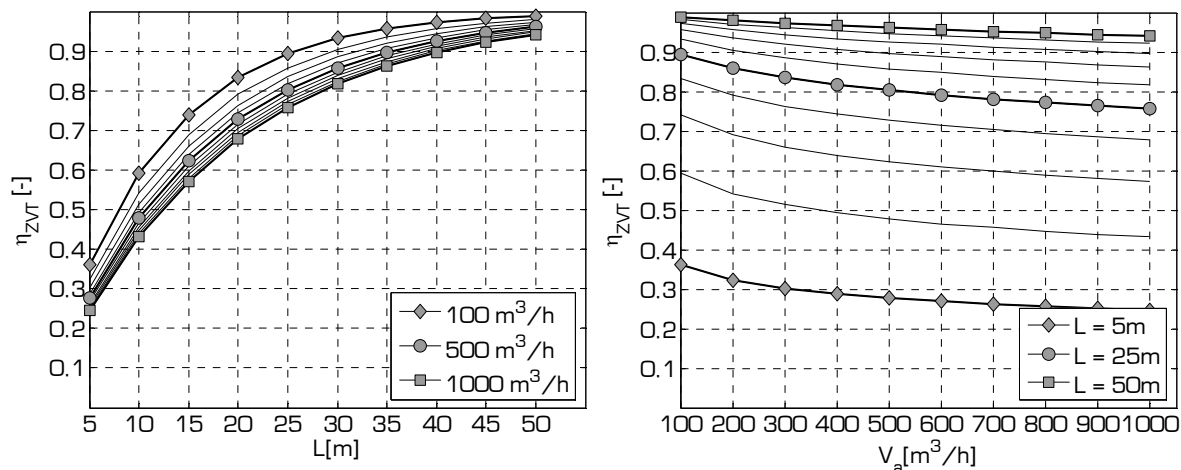 0.9
0.8
0.7
0.6
0.5
0.4
0.3
0.2
0.1
η_ZVT [-]
100 m³/h
500 m³/h
1000 m³/h
5 10 15 20 25 30 35 40 45 50
L[m]
0.9
0.8
0.7
0.6
0.5
0.4
0.3
0.2
0.1
η_ZVT [-]
L = 5m
L = 25m
L = 50m
100 200 300 400 500 600 700 800 900 1000
V_a[m³/h]